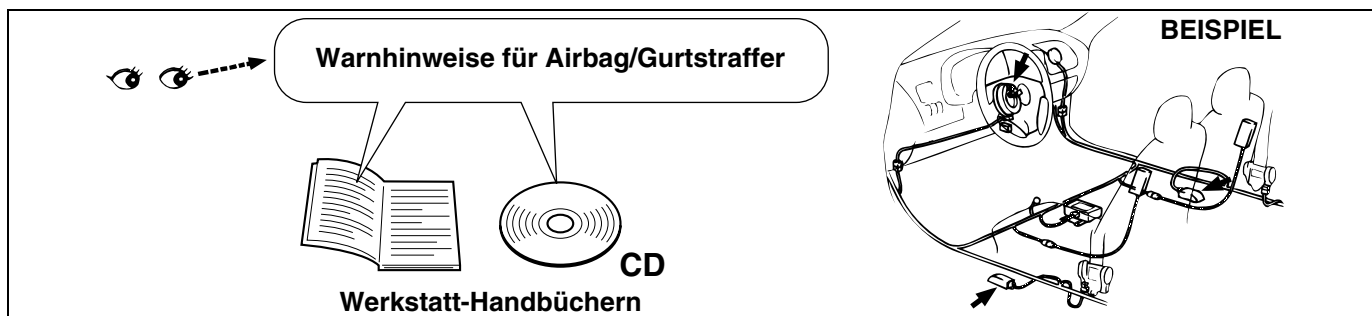 Warnhinweise für Airbag/Gurtstraffer
BEISPIEL
CD
Werkstatt-Handbüchern